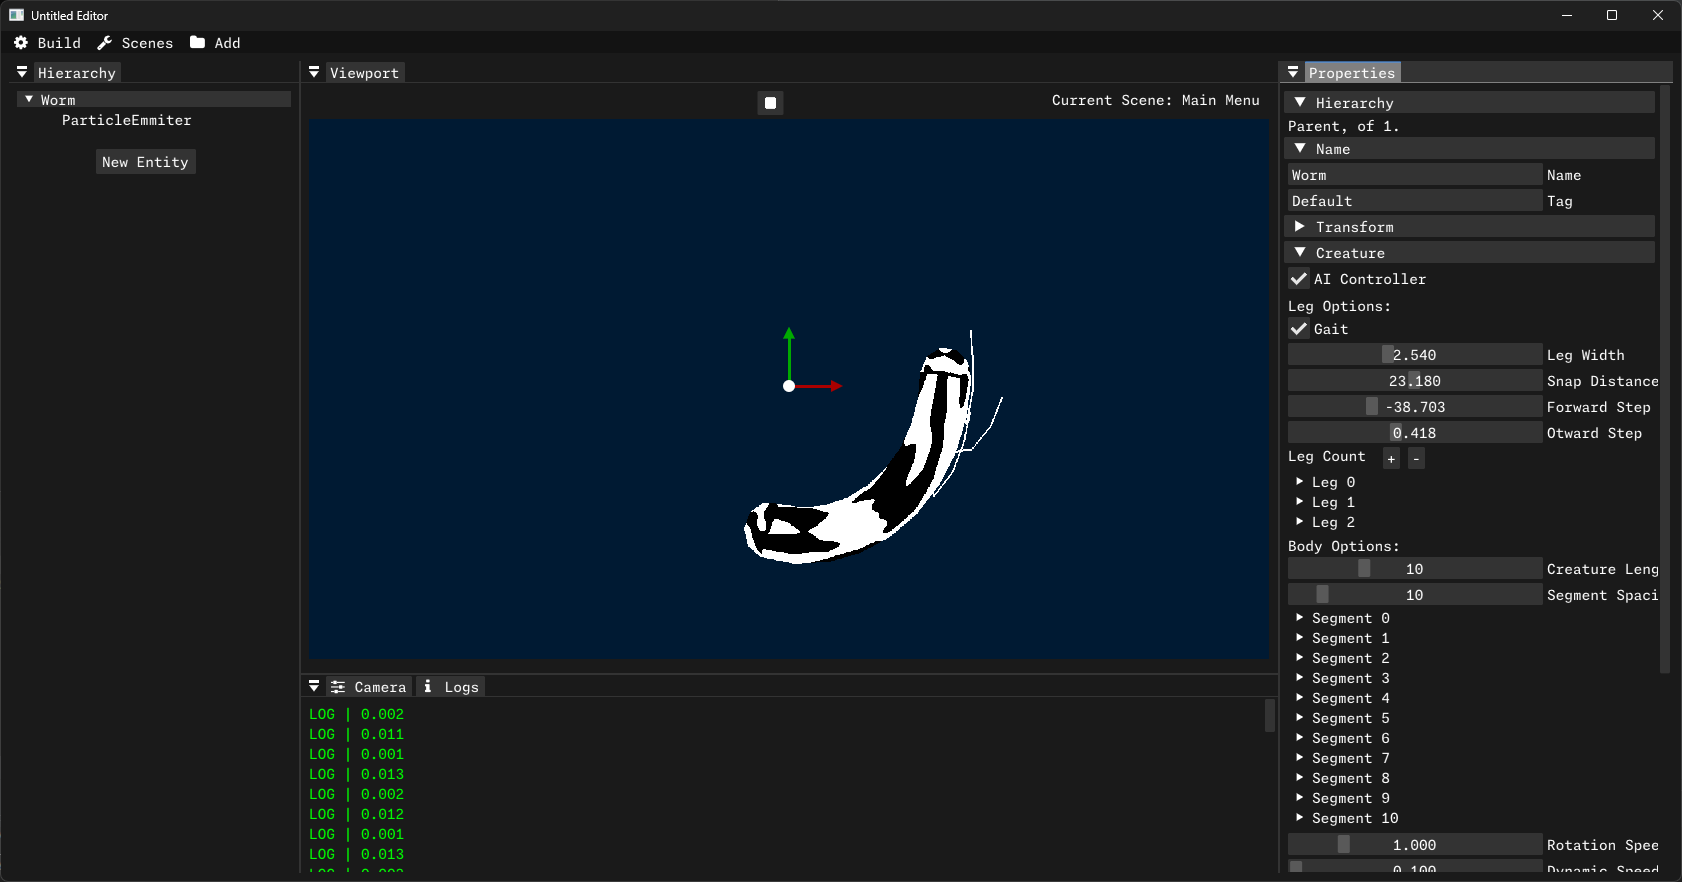 Untitled Editor
Build Scenes Add
Hierarchy
Worm
ParticleEmmiter
New Entity
Viewport
Current Scene: Main Menu
Camera Logs
LOG | 0.002
LOG | 0.011
LOG | 0.001
LOG | 0.013
LOG | 0.002
LOG | 0.012
LOG | 0.001
LOG | 0.013
Properties
Hierarchy
Parent, of 1.
Name
Worm Name
Default Tag
Transform
Creature
AI Controller
Leg Options:
Gait
2.540 Leg Width
23.180 Snap Distance
-38.703 Forward Step
0.418 Otward Step
Leg Count + -
Leg 0
Leg 1
Leg 2
Body Options:
10 Creature Leng
10 Segment Spaci
Segment 0
Segment 1
Segment 2
Segment 3
Segment 4
Segment 5
Segment 6
Segment 7
Segment 8
Segment 9
Segment 10
1.000 Rotation Spee
0.100 Dynamic Speed